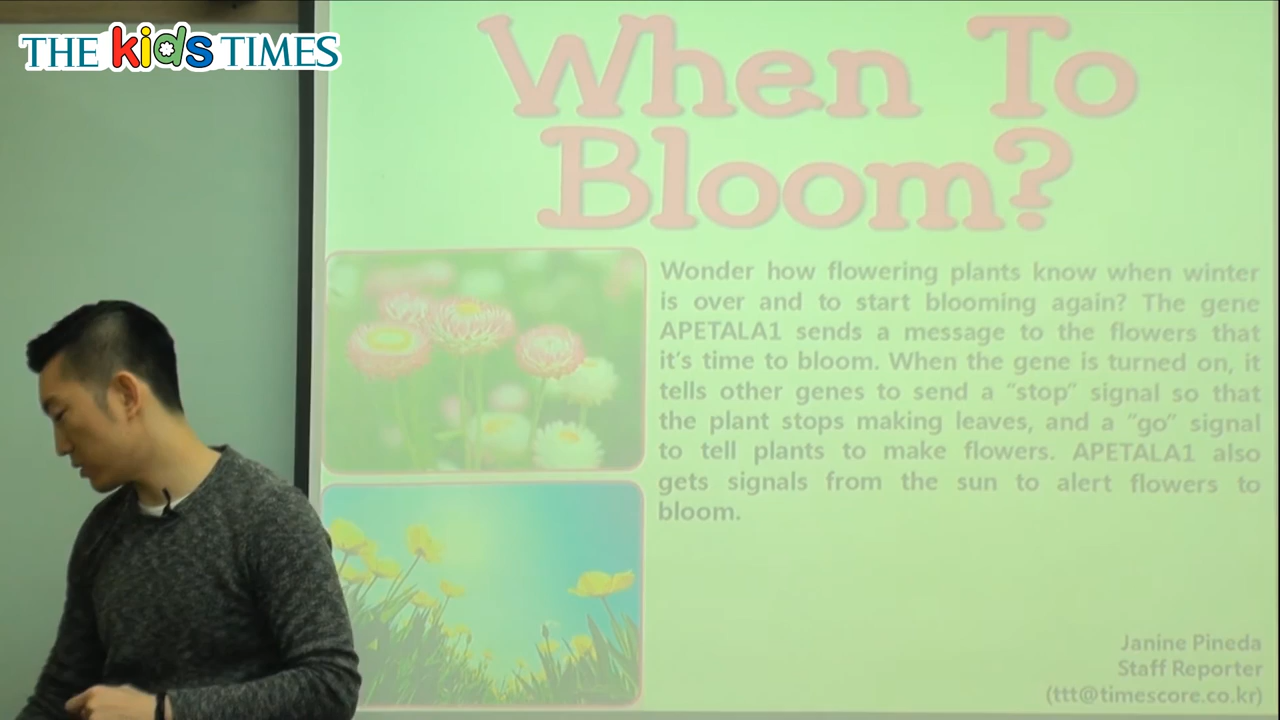 THE kids TIMES
When To
Bloom?
Wonder how flowering plants know when winter
is over and to start blooming again? The gene
APETALA1 sends a message to the flowers that
it's time to bloom. When the gene is turned on, it
tells other genes to send a "stop" signal so that
the plant stops making leaves, and a "go" signal
to tell plants to make flowers. APETALA1 also
gets signals from the sun to alert flowers to
bloom.
Janine Pineda
Staff Reporter
(ttt@timescore.co.kr)